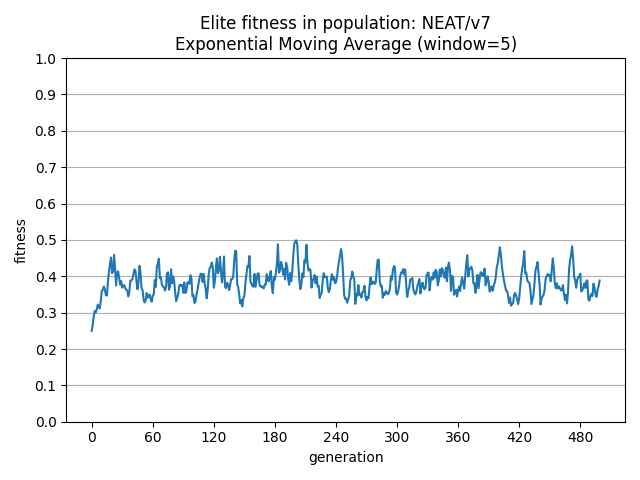 Elite fitness in population: NEAT/v7
Exponential Moving Average (window=5)
1.0
0.9
0.8
0.7
0.6
0.5
0.4
0.3
0.2
0.1
0.0
fitness
0 60 120 180 240 300 360 420 480
generation